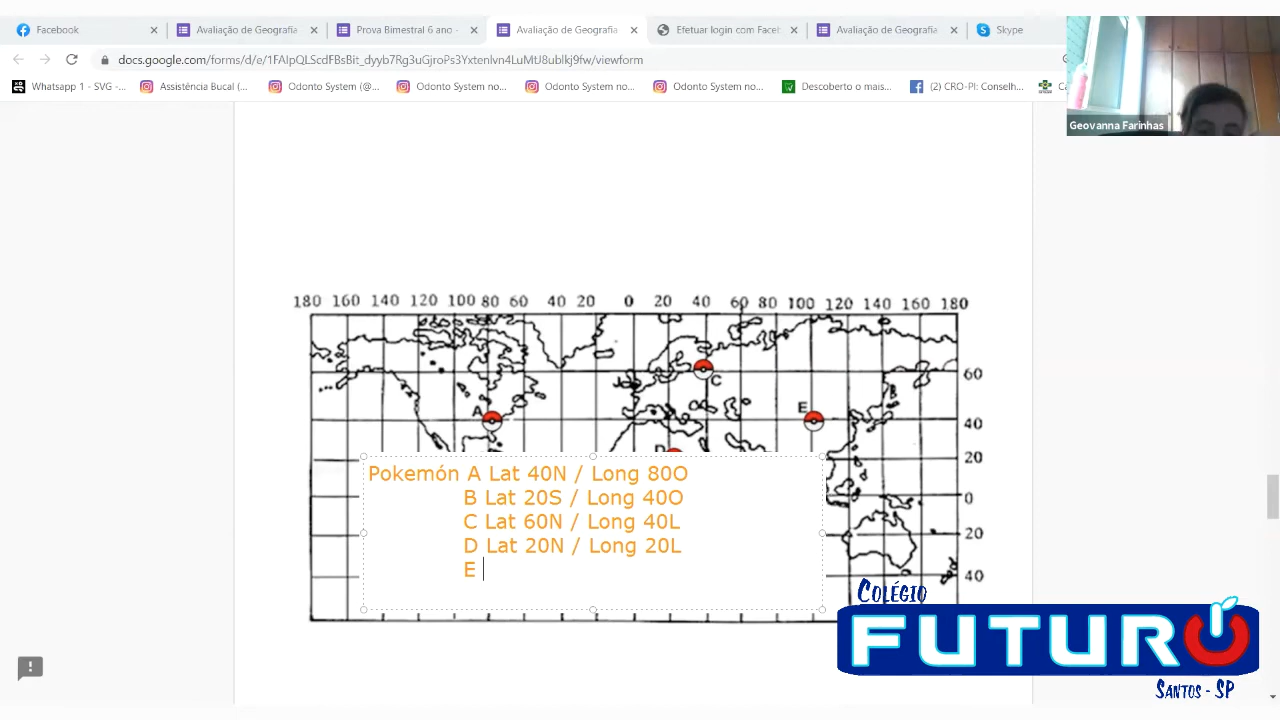 Facebook
Avaliação de Geografia
Prova Bimestral 6 ano -
Avaliação de Geografia
Efetuar login com Faceb
Avaliação de Geografia
Skype
docs.google.com/forms/d/e/1FAIpQLScdFBsBit_0yyb7Rg3uGjroPs3YxtenIvn4LuMtU8ublkj9fw/viewform
Whatsapp 1 - SVG -...
Assistência Bucal (...
Odonto System (@...
Odonto System no...
Odonto System no...
Odonto System no...
Descoberto o mais...
(2) CRO-PI: Conselh...
Geovanna Farinhas
180 160 140 120 100 80 60 40 20 0 20 40 60 80 100 120 140 160 180
60
C
A
E
40
20
Pokemón A Lat 40N / Long 80O
B Lat 20S / Long 40O
0
C Lat 60N / Long 40L
20
D Lat 20N / Long 20L
E
40
COLÉGIO
FUTURO
SANTOS - SP